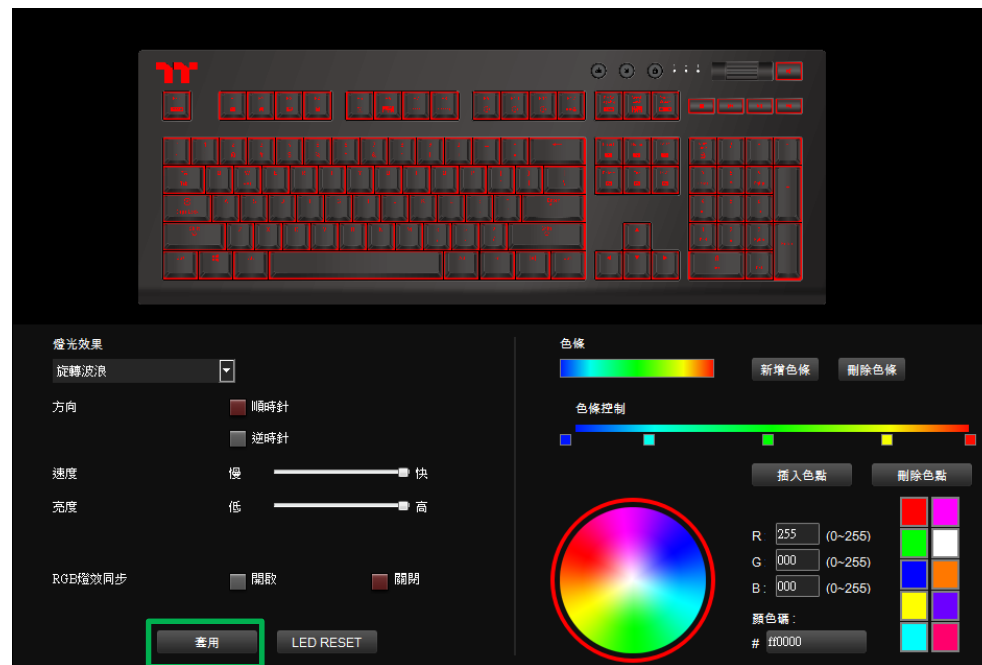 燈光效果
旋轉波浪
方向
順時針
逆時針
速度 慢 快
亮度 低 高
RGB燈效同步 開啟 關閉
套用 LED RESET
色條
新增色條 刪除色條
色條控制
插入色點 刪除色點
R: 255 (0~255)
G: 000 (0~255)
B: 000 (0~255)
顏色碼:
# ff0000